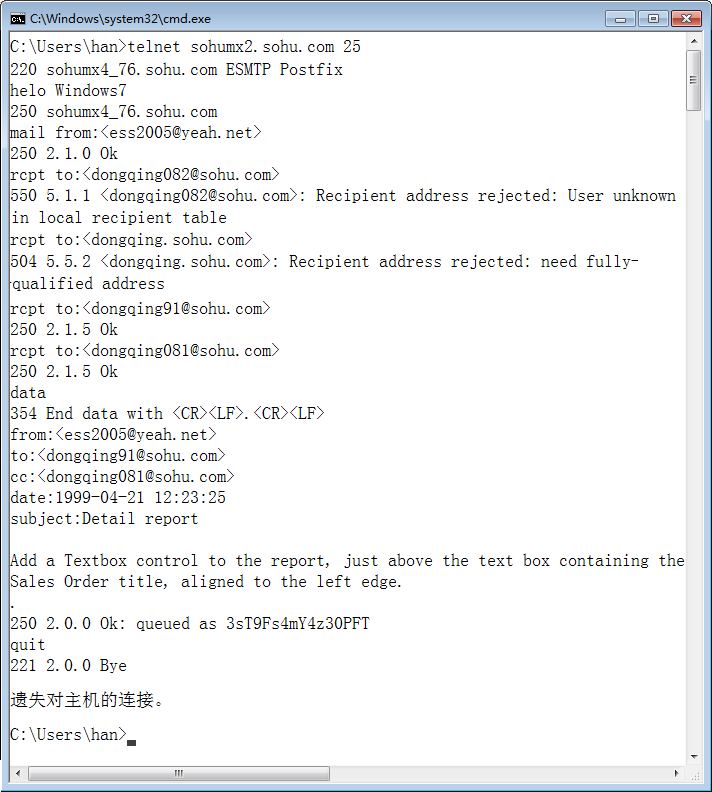 C:\Windows\system32\cmd.exe
C:\Users\han>telnet sohumx2.sohu.com 25
220 sohumx4_76.sohu.com ESMTP Postfix
helo Windows7
250 sohumx4_76.sohu.com
mail from:<ess2005@yeah.net>
250 2.1.0 Ok
rcpt to:<dongqing082@sohu.com>
550 5.1.1 <dongqing082@sohu.com>: Recipient address rejected: User unknown
in local recipient table
rcpt to:<dongqing.sohu.com>
504 5.5.2 <dongqing.sohu.com>: Recipient address rejected: need fully-
qualified address
rcpt to:<dongqing91@sohu.com>
250 2.1.5 Ok
rcpt to:<dongqing081@sohu.com>
250 2.1.5 Ok
data
354 End data with <CR><LF>.<CR><LF>
from:<ess2005@yeah.net>
to:<dongqing91@sohu.com>
cc:<dongqing081@sohu.com>
date:1999-04-21 12:23:25
subject:Detail report

Add a Textbox control to the report, just above the text box containing the
Sales Order title, aligned to the left edge.
.
250 2.0.0 Ok: queued as 3sT9Fs4mY4z30PFT
quit
221 2.0.0 Bye
遗失对主机的连接。
C:\Users\han>